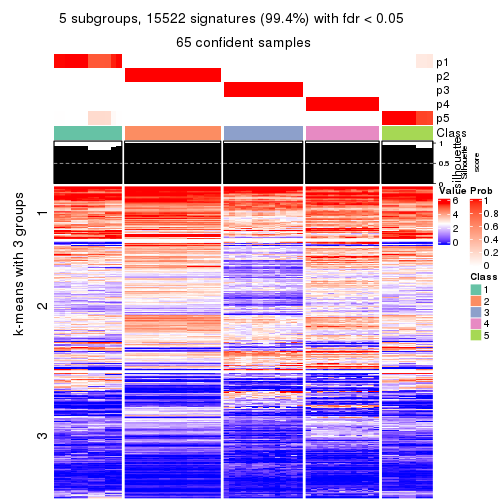 5 subgroups, 15522 signatures (99.4%) with fdr < 0.05
65 confident samples
p1
p2
p3
p4
p5
Class
1
0.5
0
silhouette
Silhouette
score
k-means with 3 groups
1
2
3
Value
6
4
2
0
Prob
1
0.8
0.6
0.4
0.2
0
Class
1
2
3
4
5